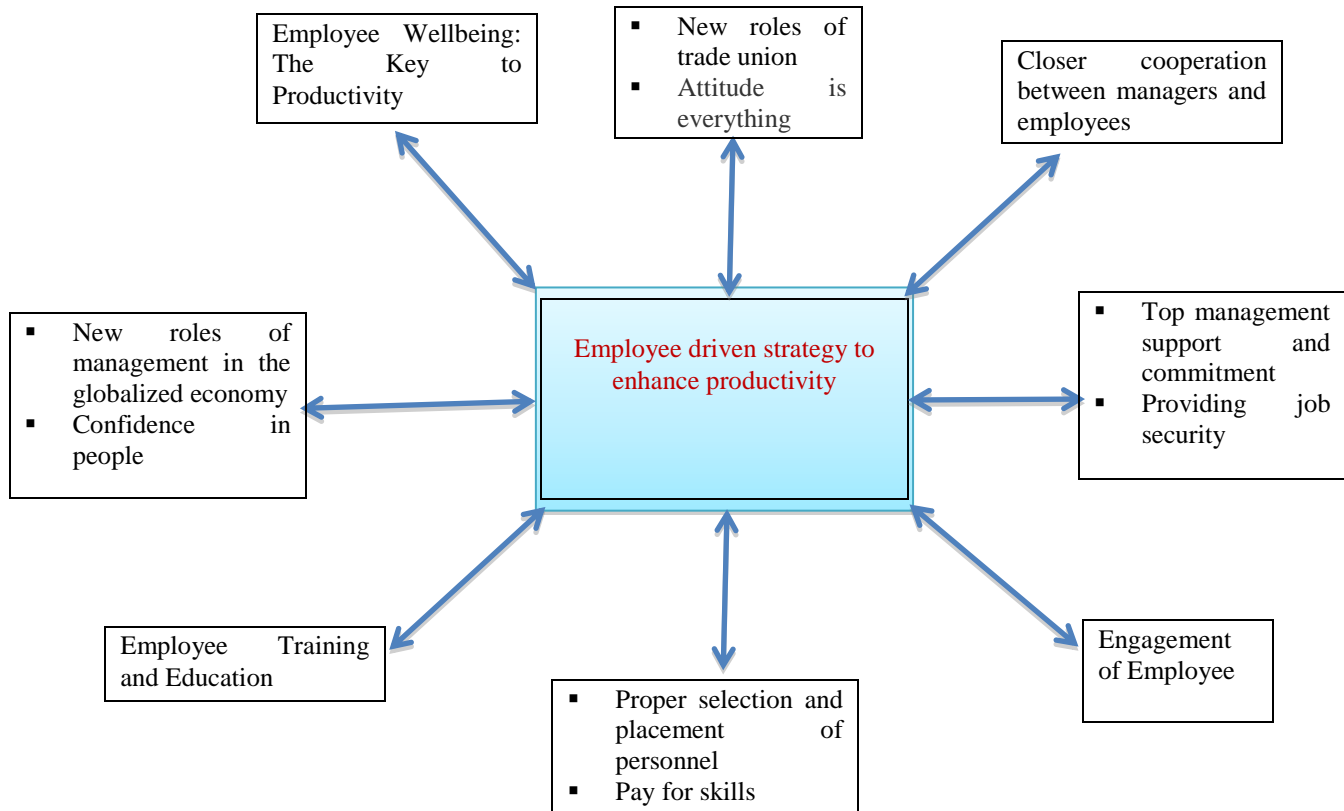 Employee Wellbeing:
The Key to
Productivity
▪ New roles of
trade union
▪ Attitude is
everything
Closer cooperation
between managers and
employees
▪ New roles of
management in the
globalized economy
▪ Confidence in
people
Employee driven strategy to
enhance productivity
▪ Top management
support and
commitment
▪ Providing job
security
Employee Training
and Education
▪ Proper selection and
placement of
personnel
▪ Pay for skills
Engagement
of Employee